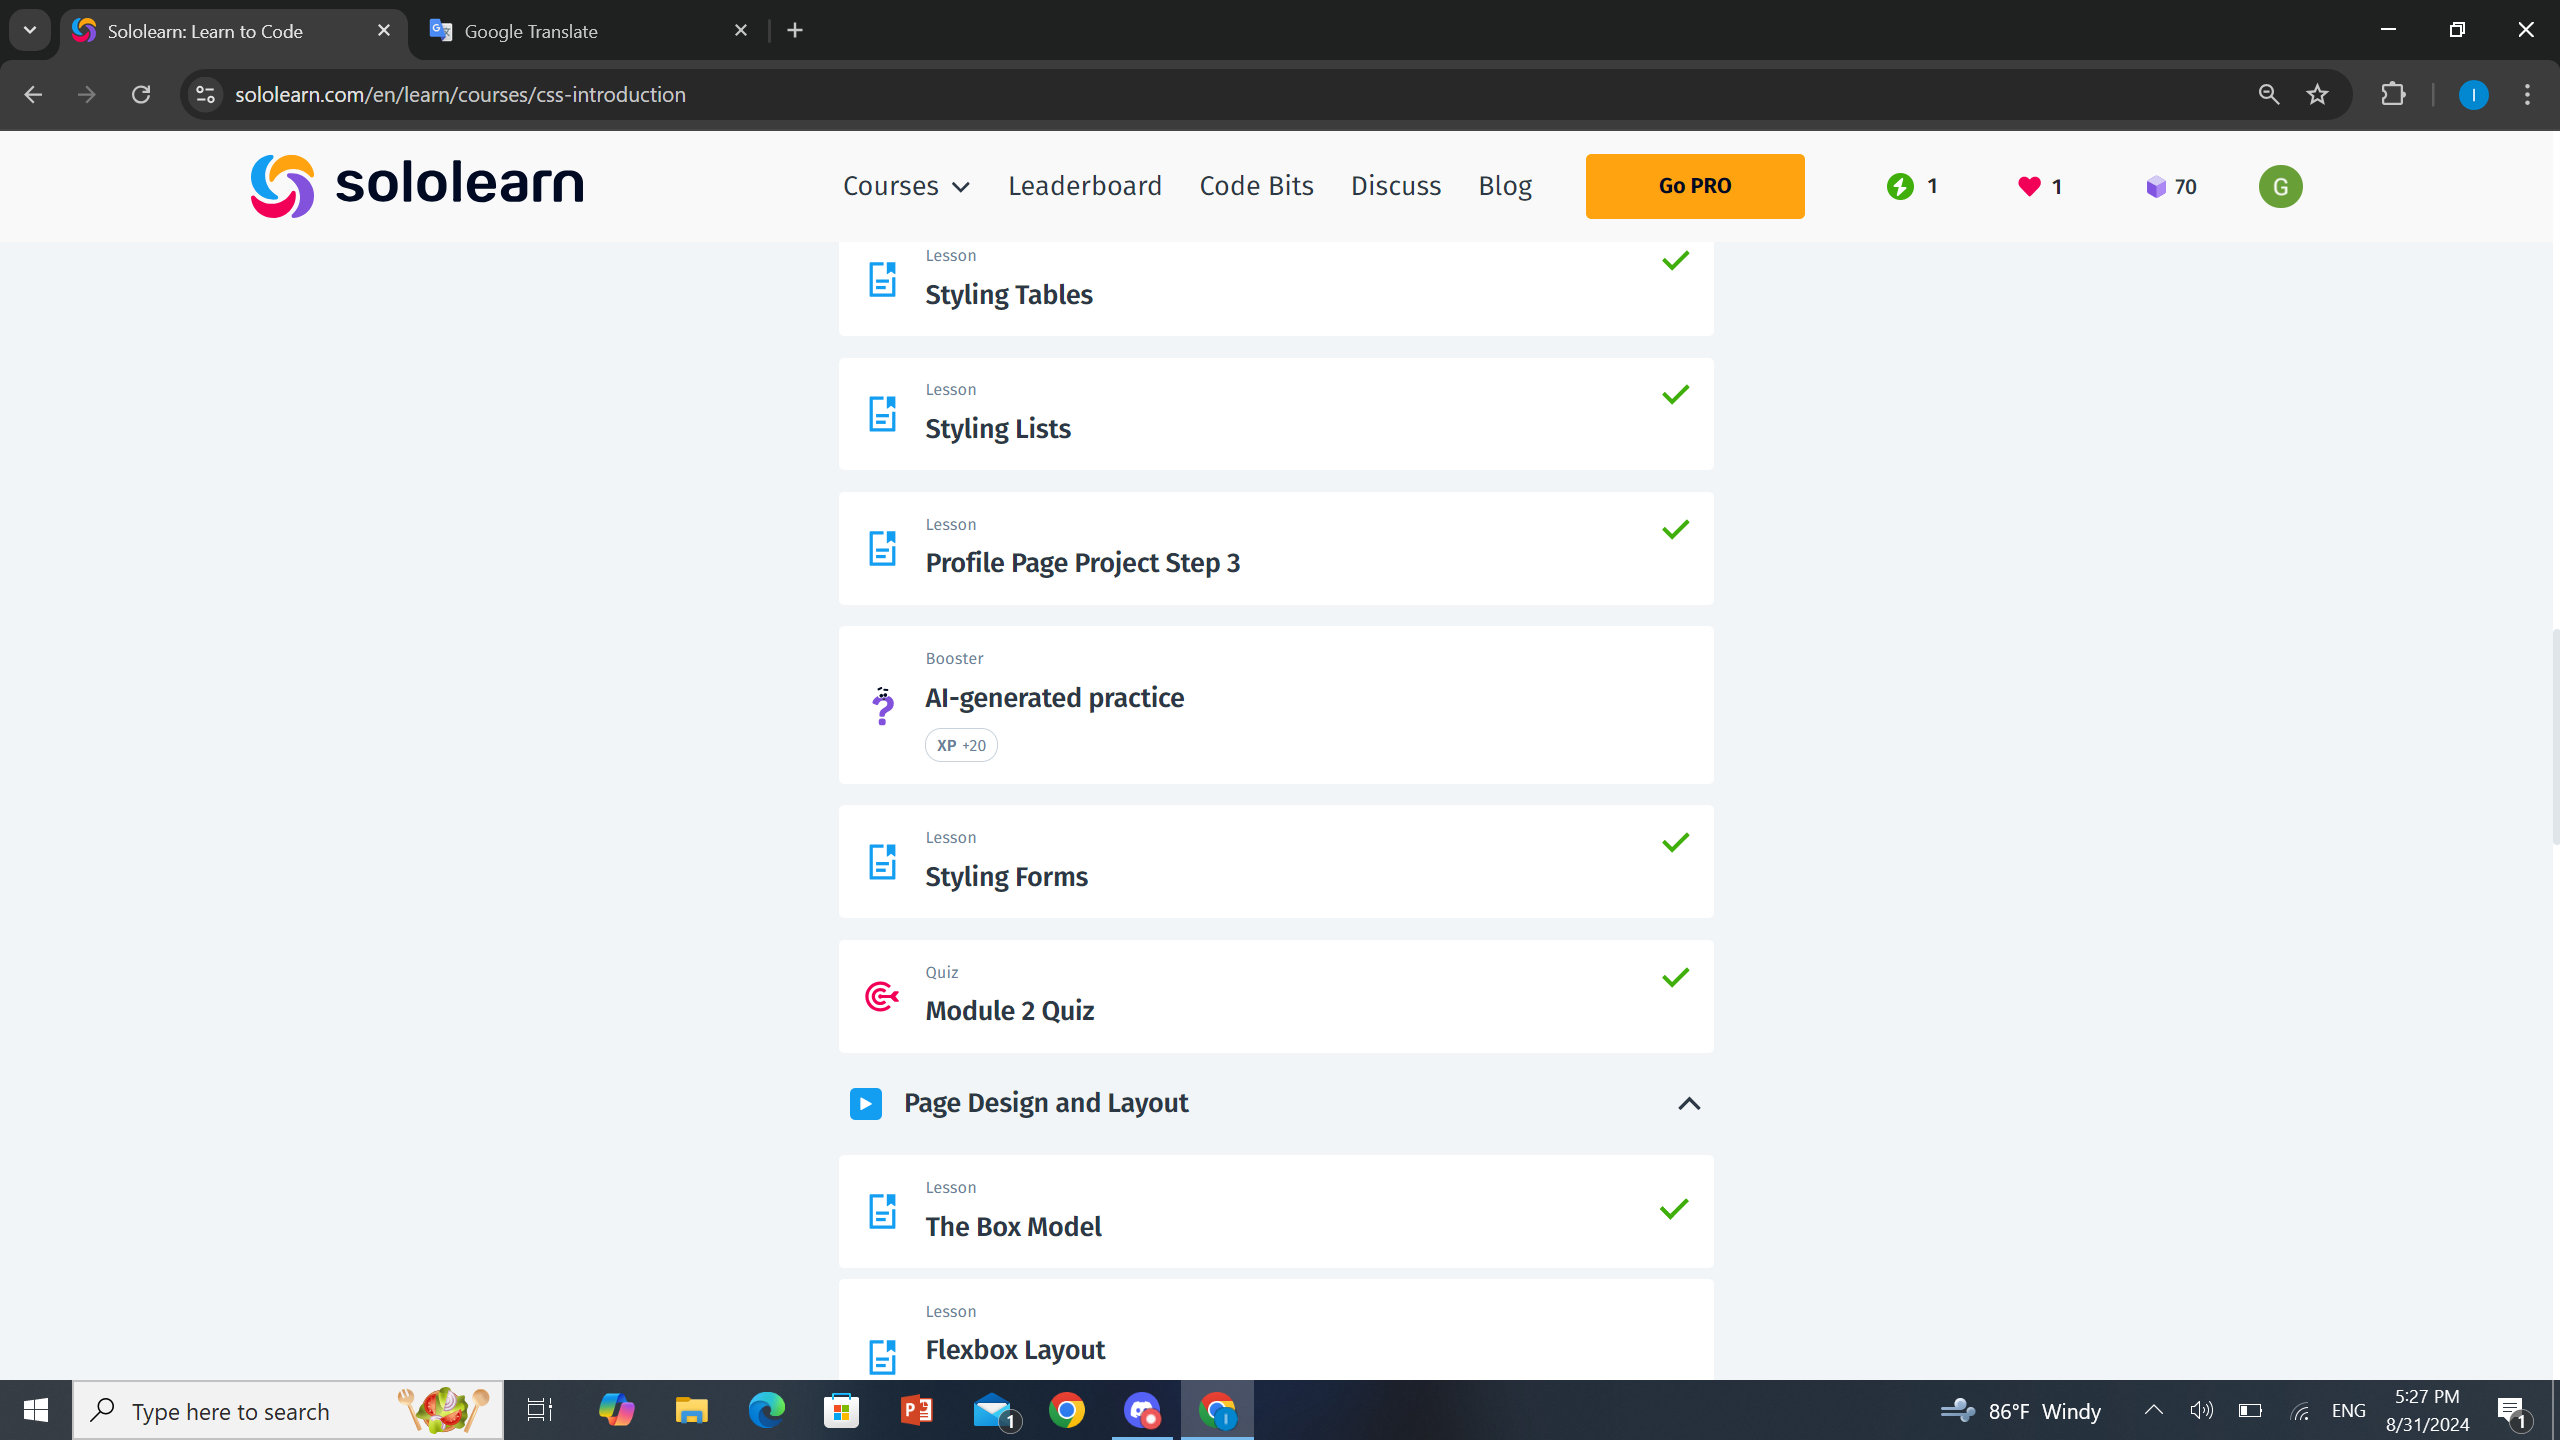 Sololearn: Learn to Code
Google Translate
sololearn.com/en/learn/courses/css-introduction
I
sololearn
Courses
Leaderboard
Code Bits
Discuss
Blog
Go PRO
1
1
70
G
Lesson
Styling Tables
Lesson
Styling Lists
Lesson
Profile Page Project Step 3
Booster
AI-generated practice
XP +20
Lesson
Styling Forms
Quiz
Module 2 Quiz
Page Design and Layout
Lesson
The Box Model
Lesson
Flexbox Layout
Type here to search
1
86°F Windy
ENG
5:27 PM
8/31/2024
1